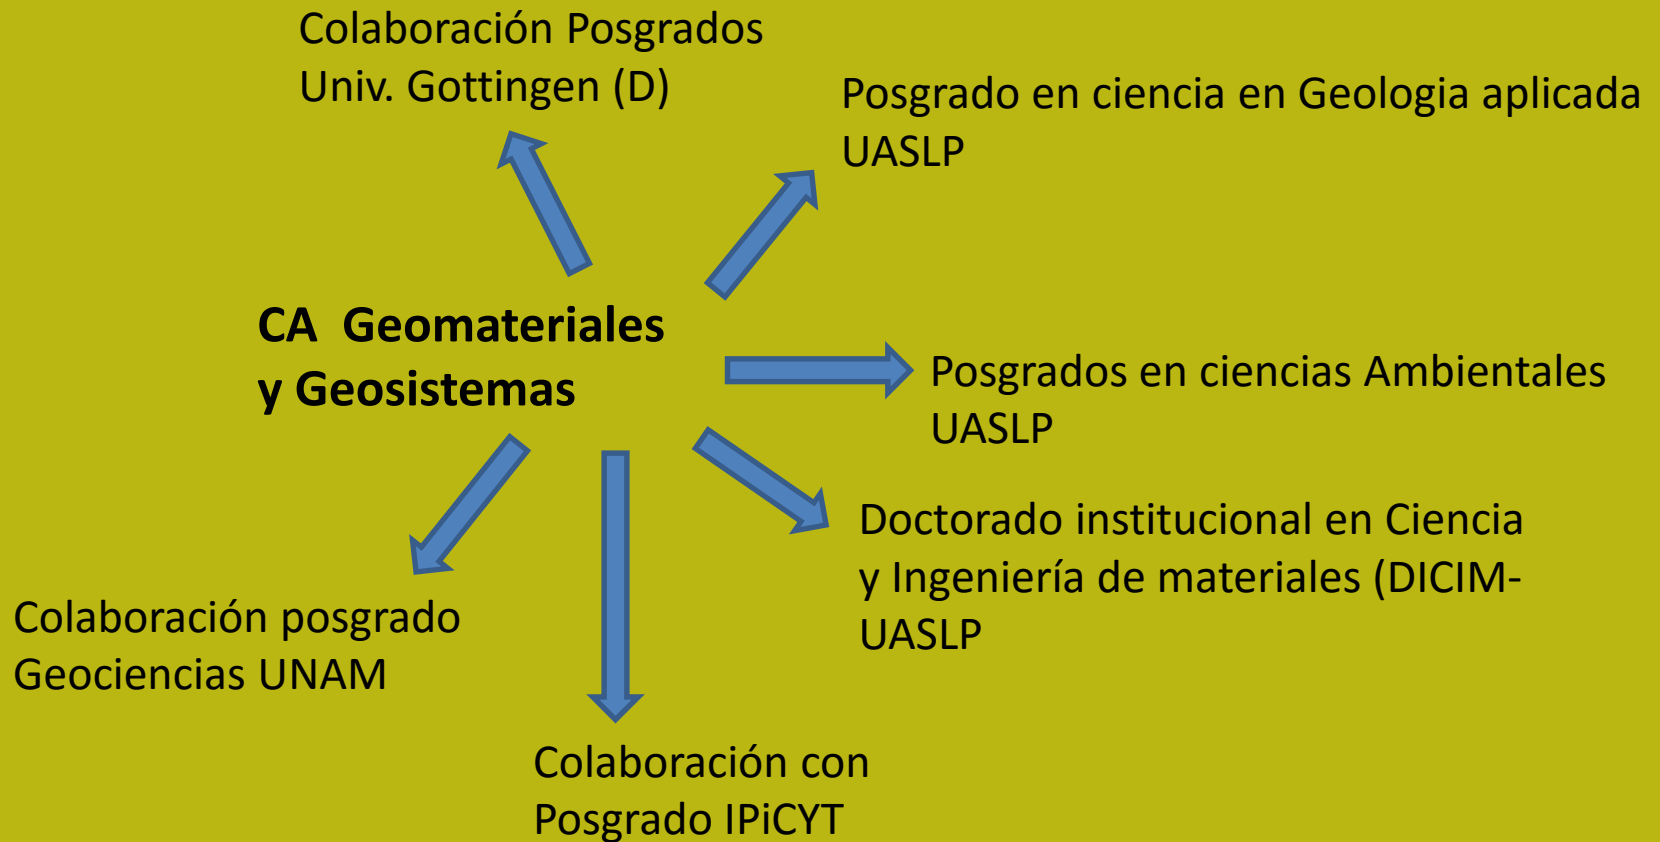 Colaboración Posgrados
Univ. Gottingen (D)
Posgrado en ciencia en Geologia aplicada
UASLP
CA  Geomateriales
y Geosistemas
Posgrados en ciencias Ambientales
UASLP
Doctorado institucional en Ciencia
y Ingeniería de materiales (DICIM-
UASLP
Colaboración posgrado
Geociencias UNAM
Colaboración con
Posgrado IPiCYT